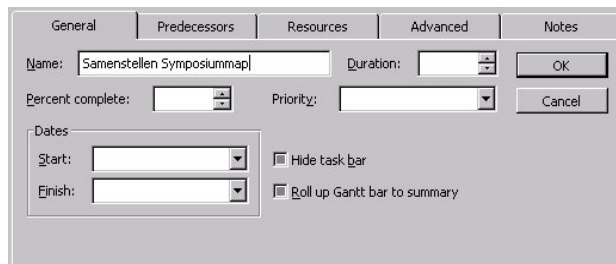 General Predecessors Resources Advanced Notes
Name: Samenstellen Symposiummap Duration: OK
Percent complete: Priority: Cancel
Dates
Start: Hide task bar
Finish: Roll up Gantt bar to summary